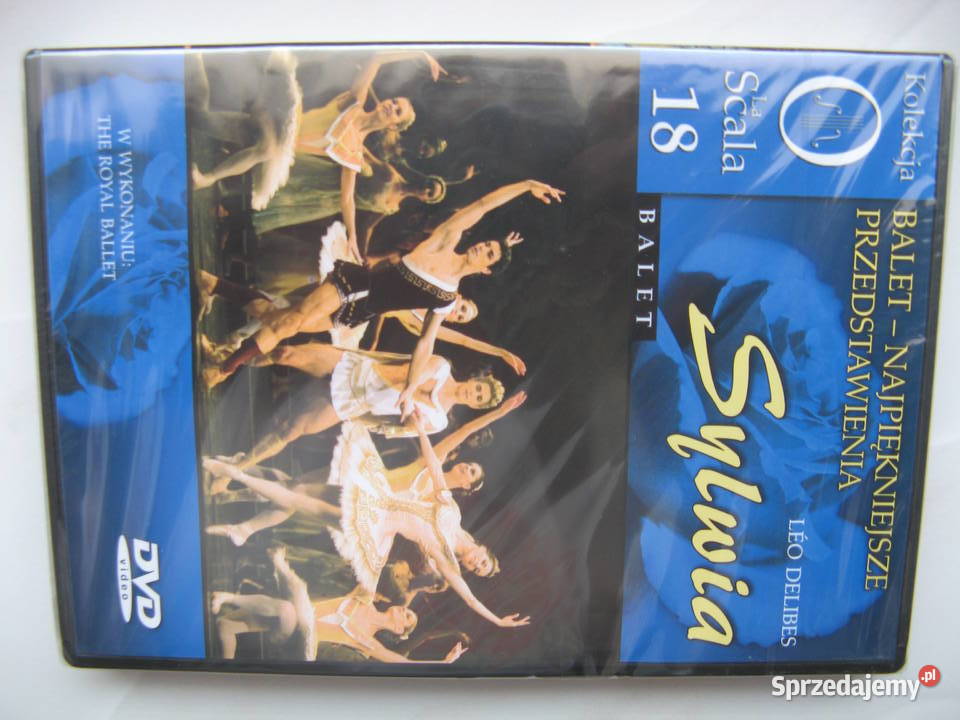 Kolekcja
La
Scala
18
BALET – NAJPIĘKNIEJSZE
PRZEDSTAWIENIA
LÉO DELIBES
Sylwia
BALET
W WYKONANIU:
THE ROYAL BALLET
DVD
video
Sprzedajemy.pl